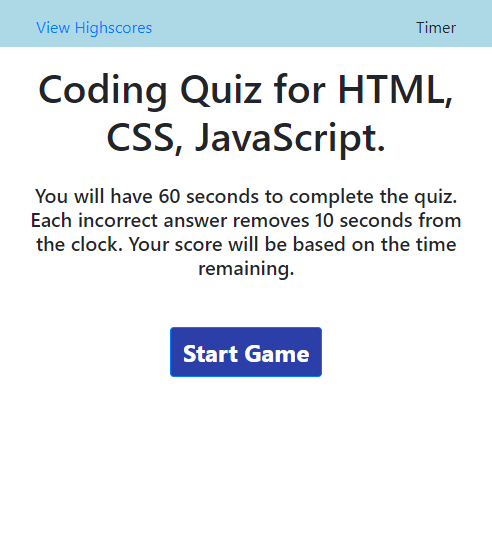 View Highscores
Timer
Coding Quiz for HTML,
CSS, JavaScript.
You will have 60 seconds to complete the quiz.
Each incorrect answer removes 10 seconds from
the clock. Your score will be based on the time
remaining.
Start Game